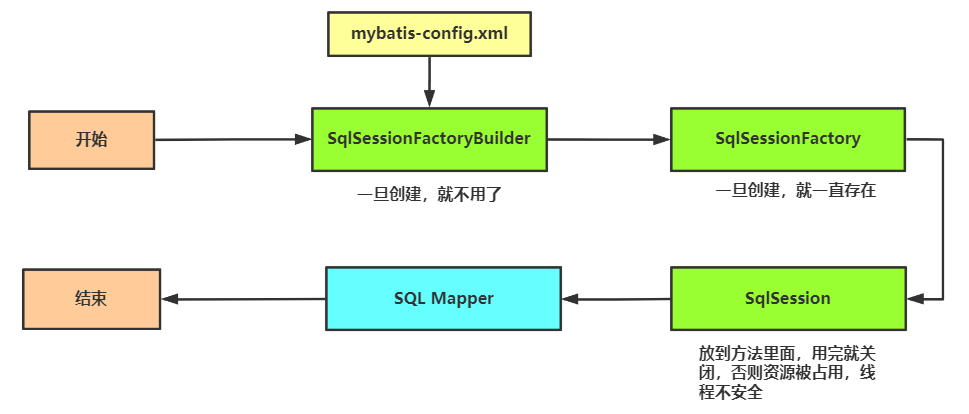 mybatis-config.xml
开始
SqlSessionFactoryBuilder
SqlSessionFactory
一旦创建，就不用了
一旦创建，就一直存在
结束
SQL Mapper
SqlSession
放到方法里面，用完就关
闭，否则资源被占用，线
程不安全